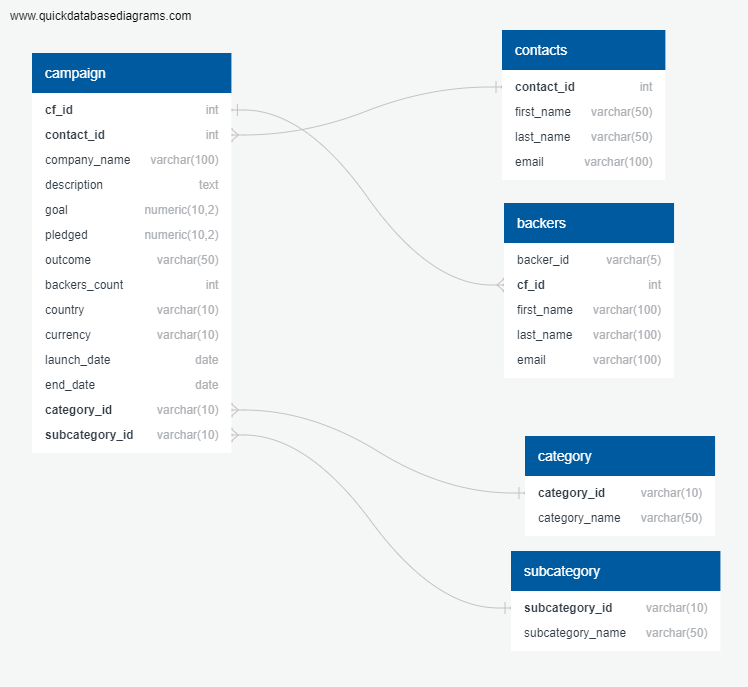 www.quickdatabasediagrams.com
campaign
cf_id int
contact_id int
company_name varchar(100)
description text
goal numeric(10,2)
pledged numeric(10,2)
outcome varchar(50)
backers_count int
country varchar(10)
currency varchar(10)
launch_date date
end_date date
category_id varchar(10)
subcategory_id varchar(10)
contacts
contact_id int
first_name varchar(50)
last_name varchar(50)
email varchar(100)
backers
backer_id varchar(5)
cf_id int
first_name varchar(100)
last_name varchar(100)
email varchar(100)
category
category_id varchar(10)
category_name varchar(50)
subcategory
subcategory_id varchar(10)
subcategory_name varchar(50)